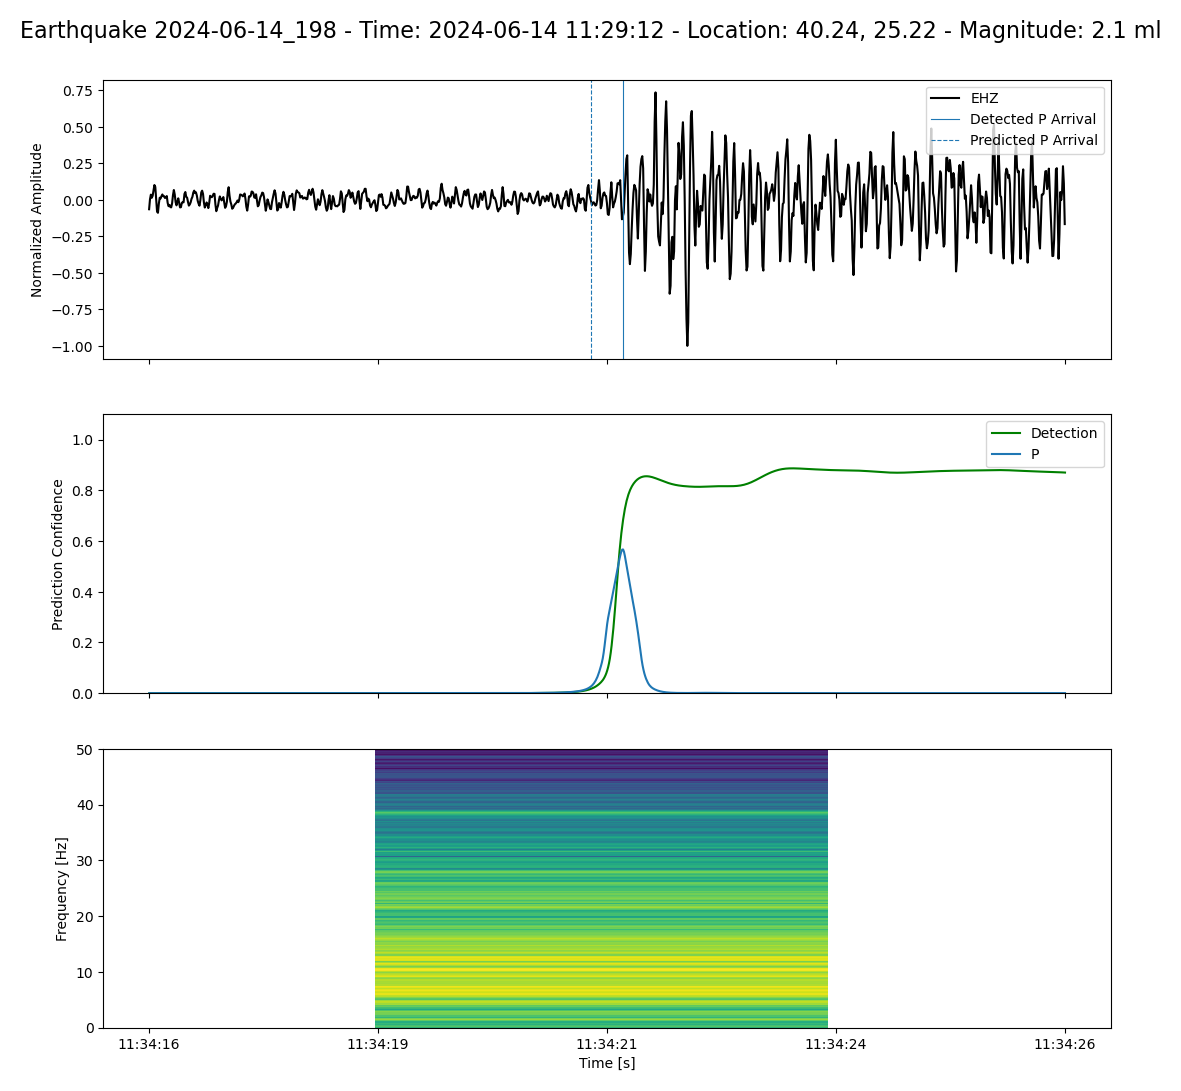 Earthquake 2024-06-14_198 - Time: 2024-06-14 11:29:12 - Location: 40.24, 25.22 - Magnitude: 2.1 ml
Normalized Amplitude
0.75
0.50
0.25
0.00
−0.25
−0.50
−0.75
−1.00
EHZ
Detected P Arrival
Predicted P Arrival
Prediction Confidence
1.0
0.8
0.6
0.4
0.2
0.0
Detection
P
Frequency [Hz]
50
40
30
20
10
0
11:34:16 11:34:19 11:34:21 11:34:24 11:34:26
Time [s]